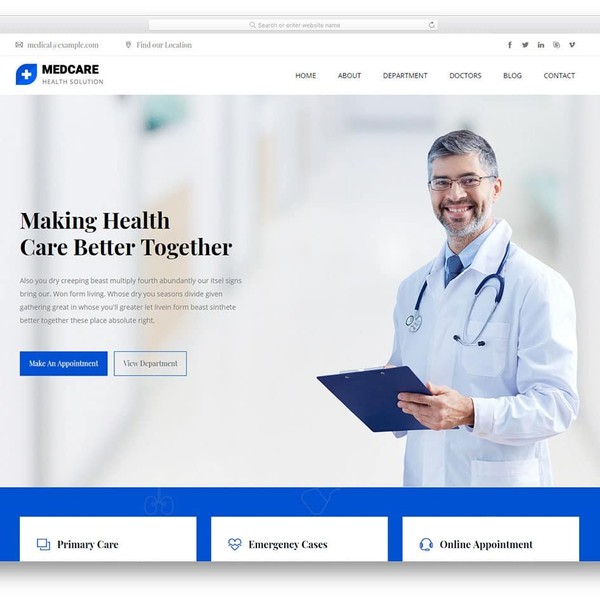 Search or enter website name
medical@example.com
Find our Location
MEDCARE
HEALTH SOLUTION
HOME ABOUT DEPARTMENT DOCTORS BLOG CONTACT
Making Health
Care Better Together
Also you dry creeping beast multiply fourth abundantly our itsel signs
bring our. Won form living. Whose dry you seasons divide given
gathering great in whose you'll greater let livein form beast sinthete
better together these place absolute right.
Make An Appointment
View Department
Primary Care
Emergency Cases
Online Appointment